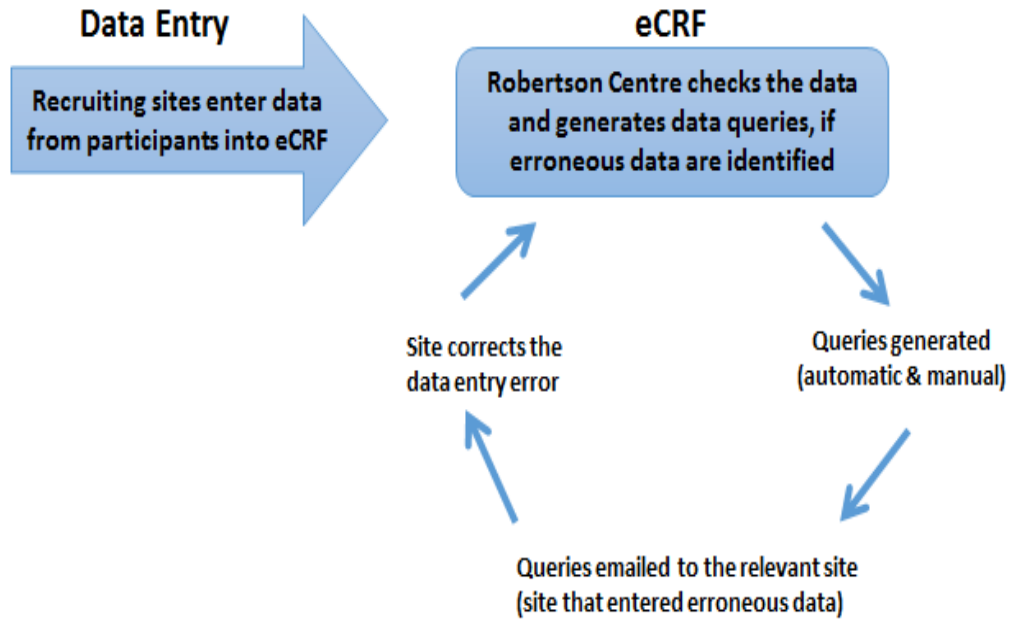 Data Entry
Recruiting sites enter data
from participants into eCRF
eCRF
Robertson Centre checks the data
and generates data queries, if
erroneous data are identified
Queries generated
(automatic & manual)
Queries emailed to the relevant site
(site that entered erroneous data)
Site corrects the
data entry error